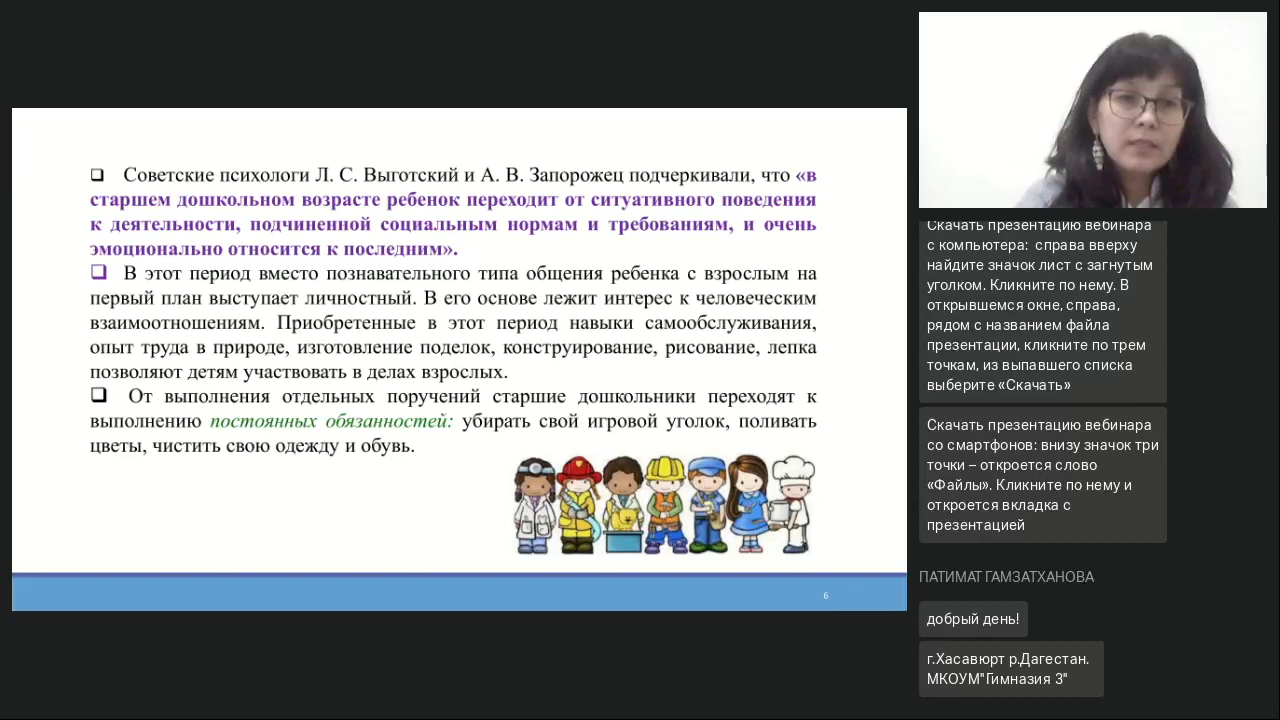 ❑ Советские психологи Л. С. Выготский и А. В. Запорожец подчеркивали, что «в
старшем дошкольном возрасте ребенок переходит от ситуативного поведения
к деятельности, подчиненной социальным нормам и требованиям, и очень
эмоционально относится к последним».
❑ В этот период вместо познавательного типа общения ребенка с взрослым на
первый план выступает личностный. В его основе лежит интерес к человеческим
взаимоотношениям. Приобретенные в этот период навыки самообслуживания,
опыт труда в природе, изготовление поделок, конструирование, рисование, лепка
позволяют детям участвовать в делах взрослых.
❑ От выполнения отдельных поручений старшие дошкольники переходят к
выполнению постоянных обязанностей: убирать свой игровой уголок, поливать
цветы, чистить свою одежду и обувь.
6
Скачать презентацию вебинара
с компьютера: справа вверху
найдите значок лист с загнутым
уголком. Кликните по нему. В
открывшемся окне, справа,
рядом с названием файла
презентации, кликните по трем
точкам, из выпавшего списка
выберите «Скачать»
Скачать презентацию вебинара
со смартфонов: внизу значок три
точки – откроется слово
«Файлы». Кликните по нему и
откроется вкладка с
презентацией
ПАТИМАТ ГАМЗАТХАНОВА
добрый день!
г.Хасавюрт р.Дагестан.
МКОУМ"Гимназия 3"